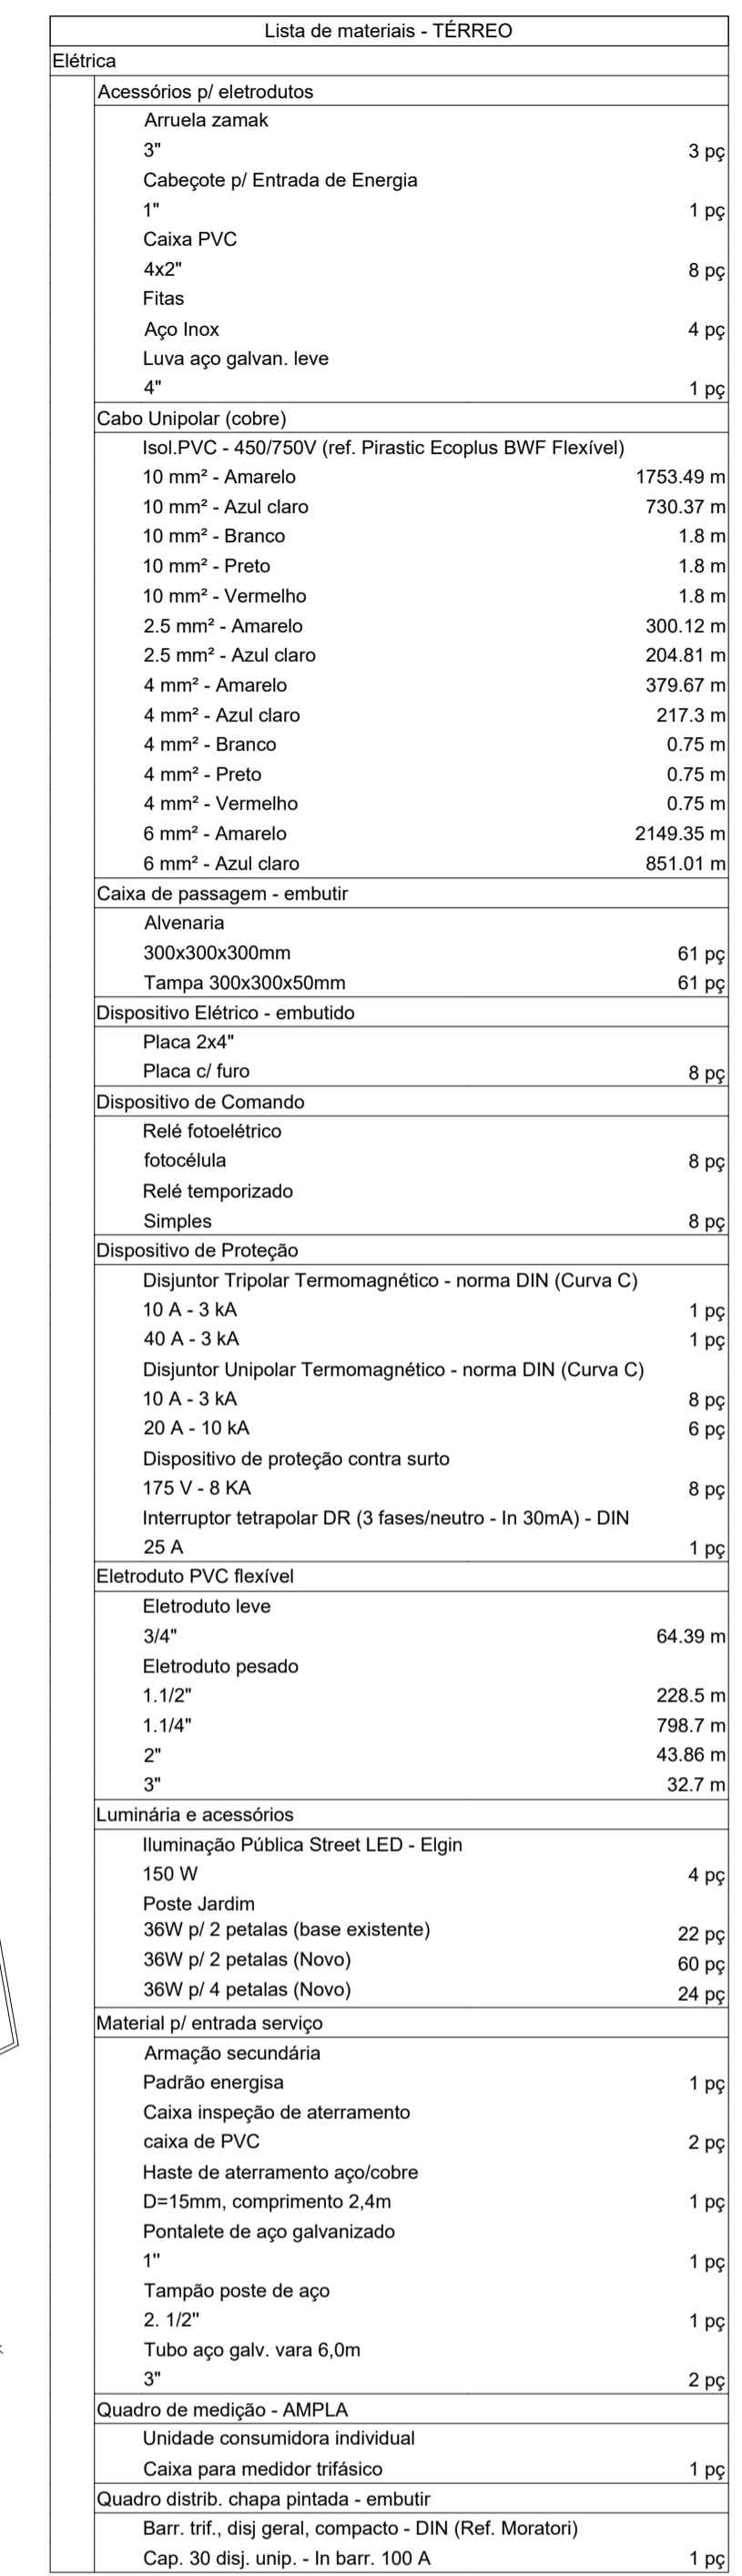 Lista de materiais - TÉRREO
Elétrica
Acessórios p/ eletrodutos
Arruela zamak
3" 3 pç
Cabeçote p/ Entrada de Energia
1" 1 pç
Caixa PVC
4x2" 8 pç
Fitas
Aço Inox 4 pç
Luva aço galvan. leve
4" 1 pç
Cabo Unipolar (cobre)
Isol.PVC - 450/750V (ref. Pirastic Ecoplus BWF Flexível)
10 mm² - Amarelo 1753.49 m
10 mm² - Azul claro 730.37 m
10 mm² - Branco 1.8 m
10 mm² - Preto 1.8 m
10 mm² - Vermelho 1.8 m
2.5 mm² - Amarelo 300.12 m
2.5 mm² - Azul claro 204.81 m
4 mm² - Amarelo 379.67 m
4 mm² - Azul claro 217.3 m
4 mm² - Branco 0.75 m
4 mm² - Preto 0.75 m
4 mm² - Vermelho 0.75 m
6 mm² - Amarelo 2149.35 m
6 mm² - Azul claro 851.01 m
Caixa de passagem - embutir
Alvenaria
300x300x300mm 61 pç
Tampa 300x300x50mm 61 pç
Dispositivo Elétrico - embutido
Placa 2x4"
Placa c/ furo 8 pç
Dispositivo de Comando
Relé fotoelétrico
fotocélula 8 pç
Relé temporizado
Simples 8 pç
Dispositivo de Proteção
Disjuntor Tripolar Termomagnético - norma DIN (Curva C)
10 A - 3 kA 1 pç
40 A - 3 kA 1 pç
Disjuntor Unipolar Termomagnético - norma DIN (Curva C)
10 A - 3 kA 8 pç
20 A - 10 kA 6 pç
Dispositivo de proteção contra surto
175 V - 8 KA 8 pç
Interruptor tetrapolar DR (3 fases/neutro - In 30mA) - DIN
25 A 1 pç
Eletroduto PVC flexível
Eletroduto leve
3/4" 64.39 m
Eletroduto pesado
1.1/2" 228.5 m
1.1/4" 798.7 m
2" 43.86 m
3" 32.7 m
Luminária e acessórios
Iluminação Pública Street LED - Elgin
150 W 4 pç
Poste Jardim
36W p/ 2 petalas (base existente) 22 pç
36W p/ 2 petalas (Novo) 60 pç
36W p/ 4 petalas (Novo) 24 pç
Material p/ entrada serviço
Armação secundária
Padrão energisa 1 pç
Caixa inspeção de aterramento
caixa de PVC 2 pç
Haste de aterramento aço/cobre
D=15mm, comprimento 2,4m 1 pç
Pontalete de aço galvanizado
1'' 1 pç
Tampão poste de aço
2. 1/2" 1 pç
Tubo aço galv. vara 6,0m
3" 2 pç
Quadro de medição - AMPLA
Unidade consumidora individual
Caixa para medidor trifásico 1 pç
Quadro distrib. chapa pintada - embutir
Barr. trif., disj geral, compacto - DIN (Ref. Moratori)
Cap. 30 disj. unip. - In barr. 100 A 1 pç